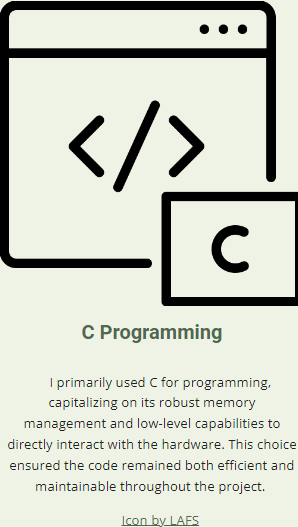 </>
C
C Programming
I primarily used C for programming,
capitalizing on its robust memory
management and low-level capabilities to
directly interact with the hardware. This choice
ensured the code remained both efficient and
maintainable throughout the project.
Icon by LAFS